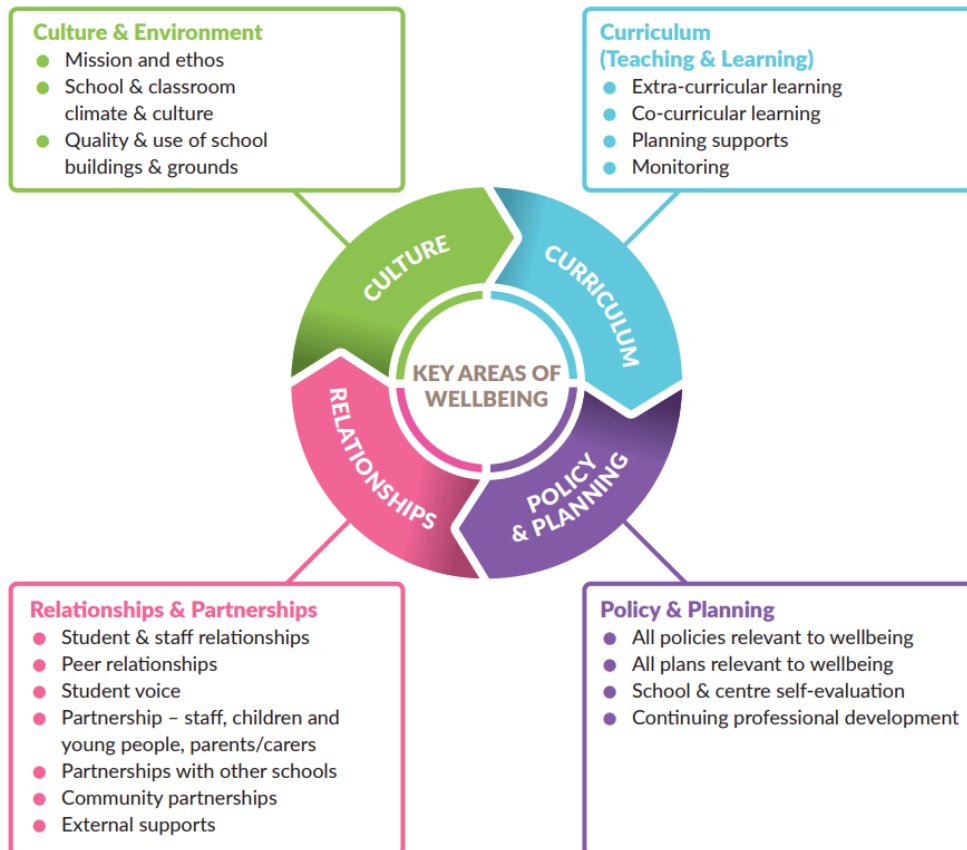 Culture & Environment
Mission and ethos
School & classroom
climate & culture
Quality & use of school
buildings & grounds
Curriculum
(Teaching & Learning)
Extra-curricular learning
Co-curricular learning
Planning supports
Monitoring
CULTURE
CURRICULUM
KEY AREAS OF
WELLBEING
RELATIONSHIPS
POLICY
& PLANNING
Relationships & Partnerships
Student & staff relationships
Peer relationships
Student voice
Partnership – staff, children and
young people, parents/carers
Partnerships with other schools
Community partnerships
External supports
Policy & Planning
All policies relevant to wellbeing
All plans relevant to wellbeing
School & centre self-evaluation
Continuing professional development